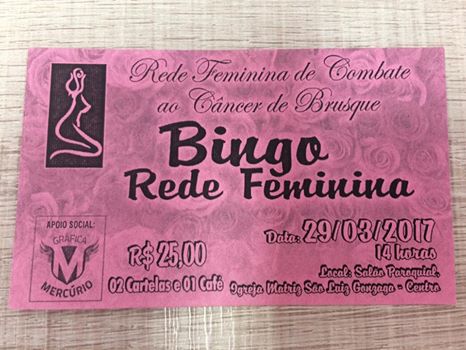 Rede Feminina de Combate
ao Câncer de Brusque
Bingo
Rede Feminina
Data: 29/03/2017
14 horas
Local: Salão Paroquial,
Igreja Matriz São Luiz Gonzaga - Centro
R$ 25,00
02 Cartelas e 01 Café
APOIO SOCIAL:
GRÁFICA
MERCÚRIO